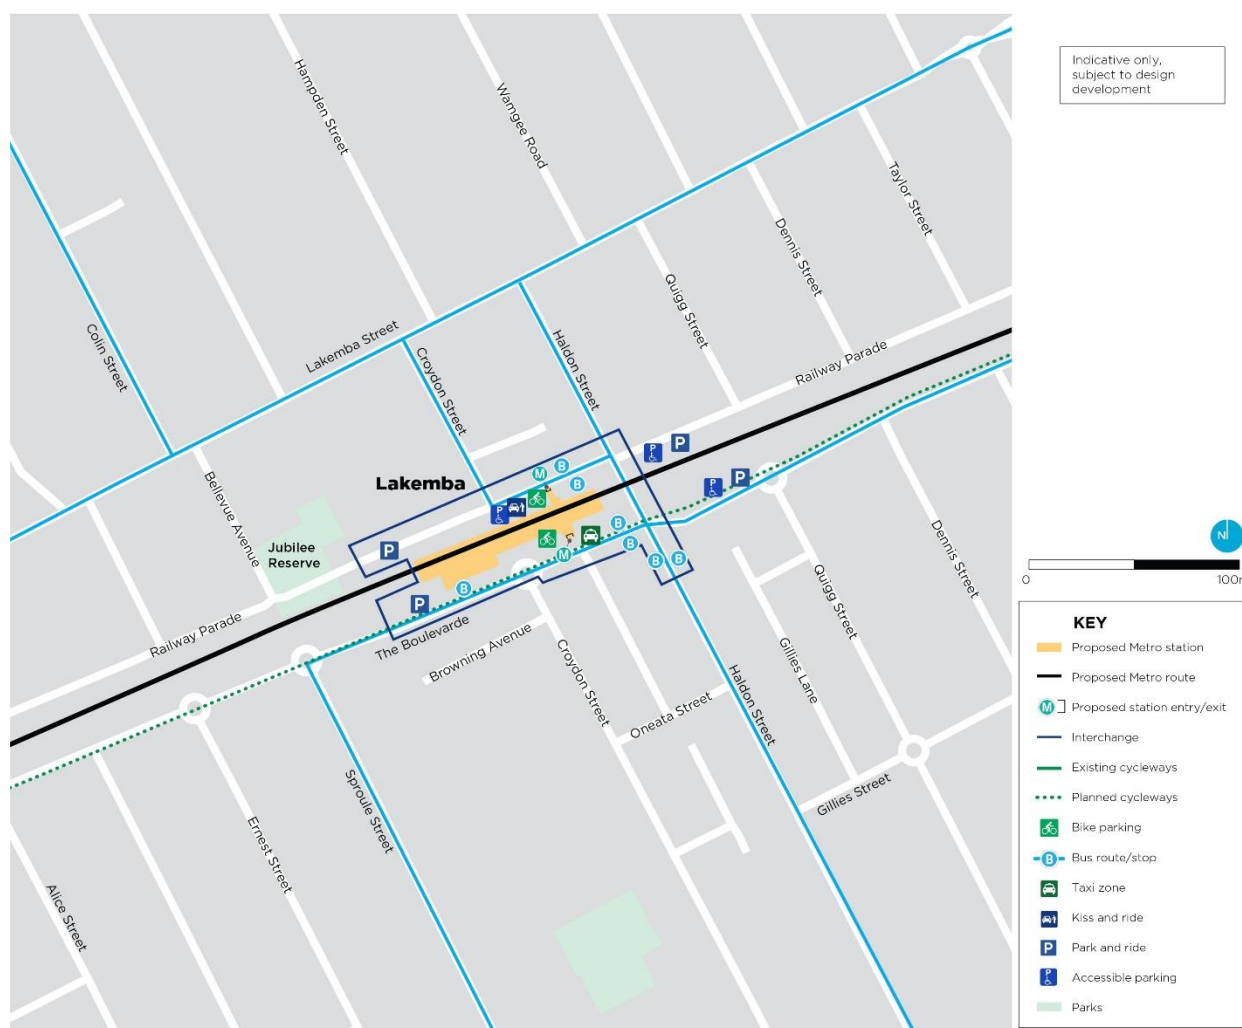 Indicative only,
subject to design
development
Hampden Street
Wamgee Road
Taylor Street
Dennis Street
Quigg Street
Colin Street
Lakemba Street
Croydon Street
Haldon Street
Railway Parade
Bellevue Avenue
Lakemba
Jubilee
Reserve
Railway Parade
The Boulevarde
Browning Avenue
Croydon Street
Oneata Street
Haldon Street
Gillies Lane
Quigg Street
Dennis Street
Gillies Street
Sproule Street
Ernest Street
Alice Street
P
P
P
P
P
P
P
M
M
B
B
B
B
B
B
B
N
0
100m
KEY
Proposed Metro station
Proposed Metro route
M Proposed station entry/exit
Interchange
Existing cycleways
Planned cycleways
Bike parking
B Bus route/stop
Taxi zone
Kiss and ride
P Park and ride
P Accessible parking
Parks